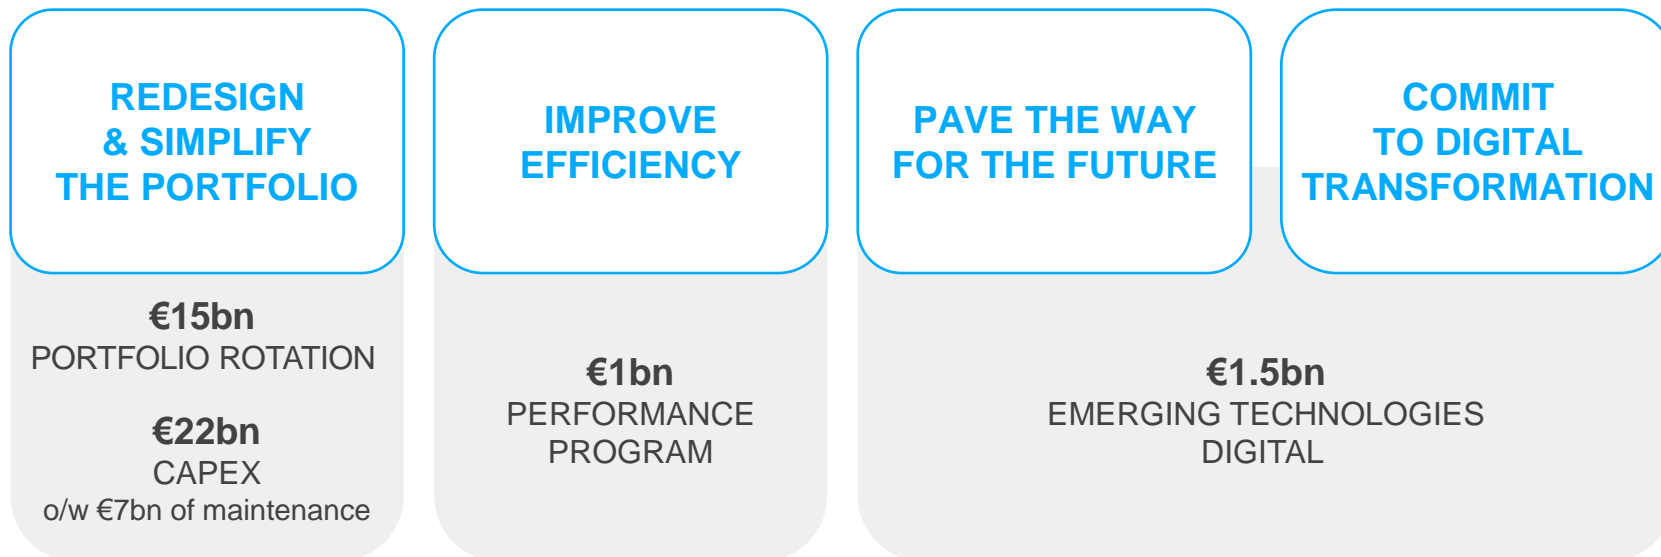 REDESIGN
& SIMPLIFY
THE PORTFOLIO
€15bn
PORTFOLIO ROTATION
€22bn
CAPEX
o/w €7bn of maintenance
IMPROVE
EFFICIENCY
€1bn
PERFORMANCE
PROGRAM
PAVE THE WAY
FOR THE FUTURE
COMMIT
TO DIGITAL
TRANSFORMATION
€1.5bn
EMERGING TECHNOLOGIES
DIGITAL